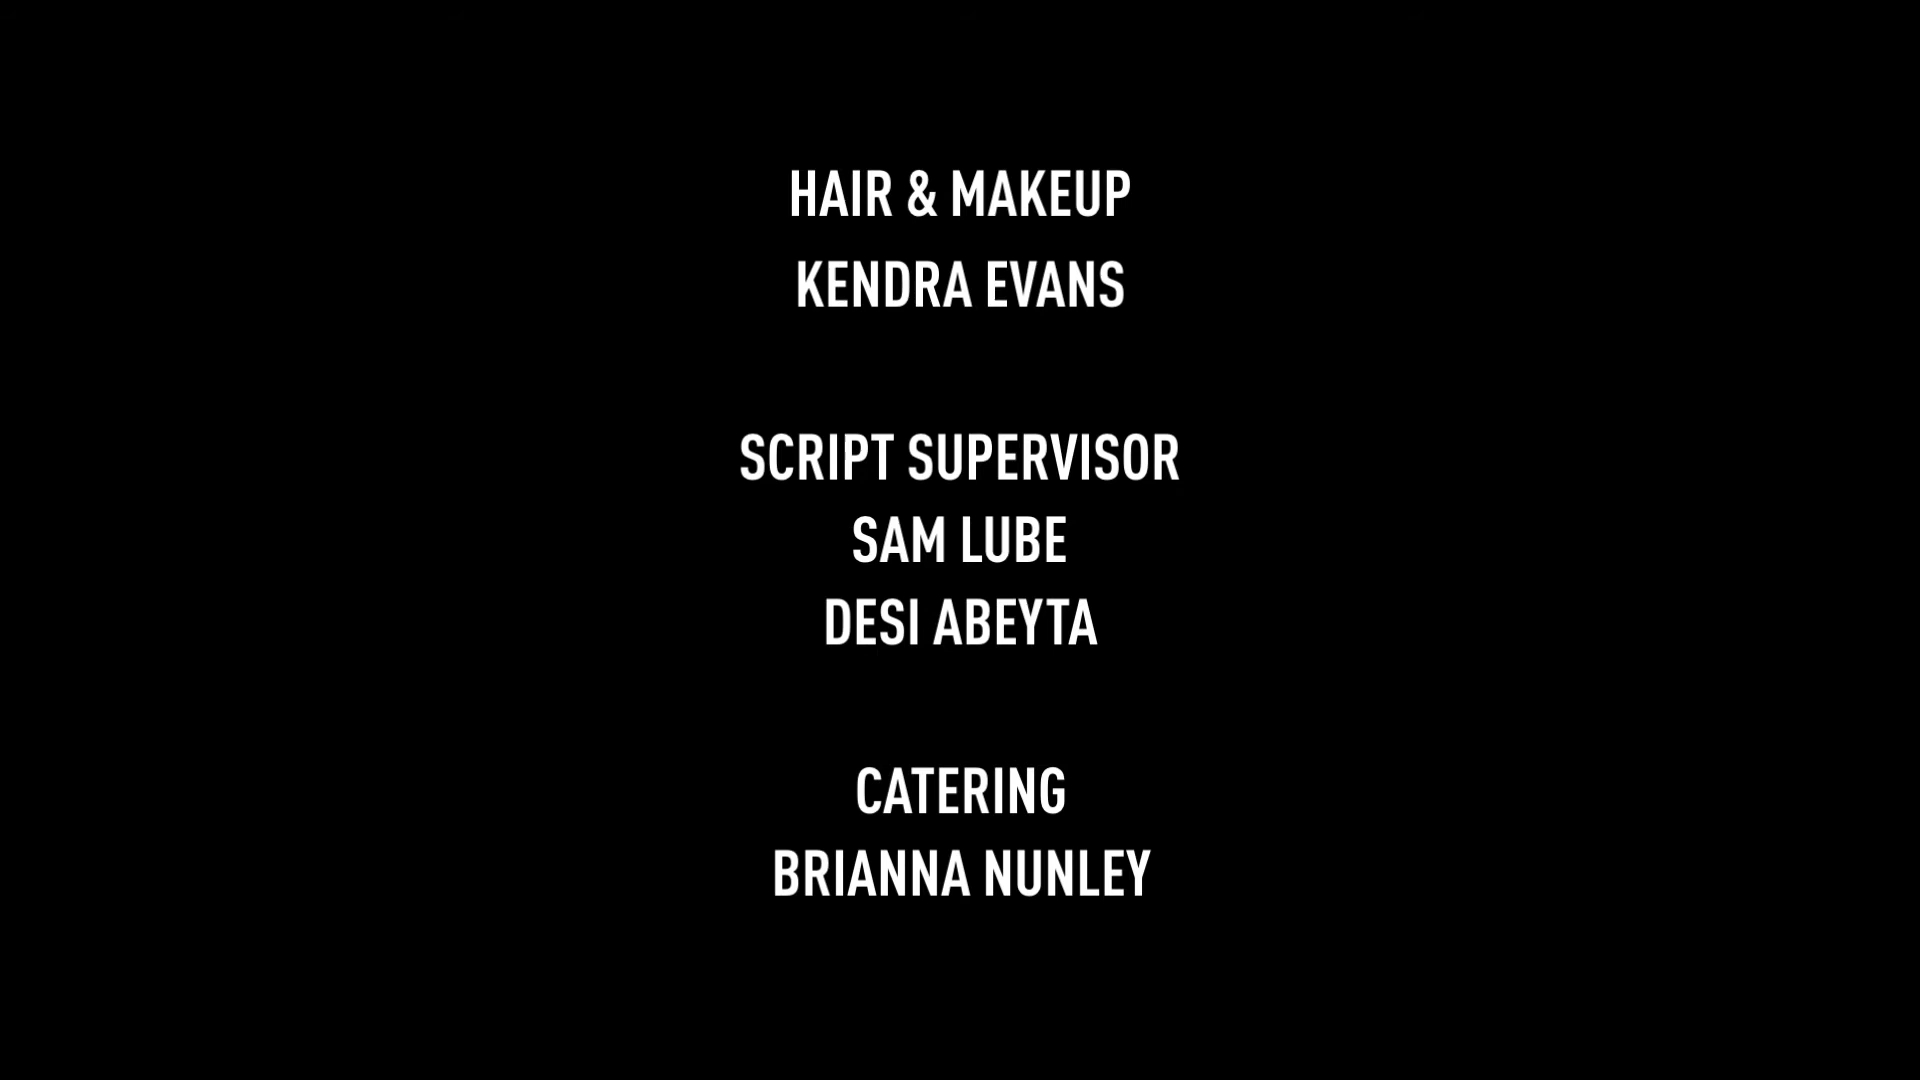 HAIR & MAKEUP
KENDRA EVANS
SCRIPT SUPERVISOR
SAM LUBE
DESI ABEYTA
CATERING
BRIANNA NUNLEY